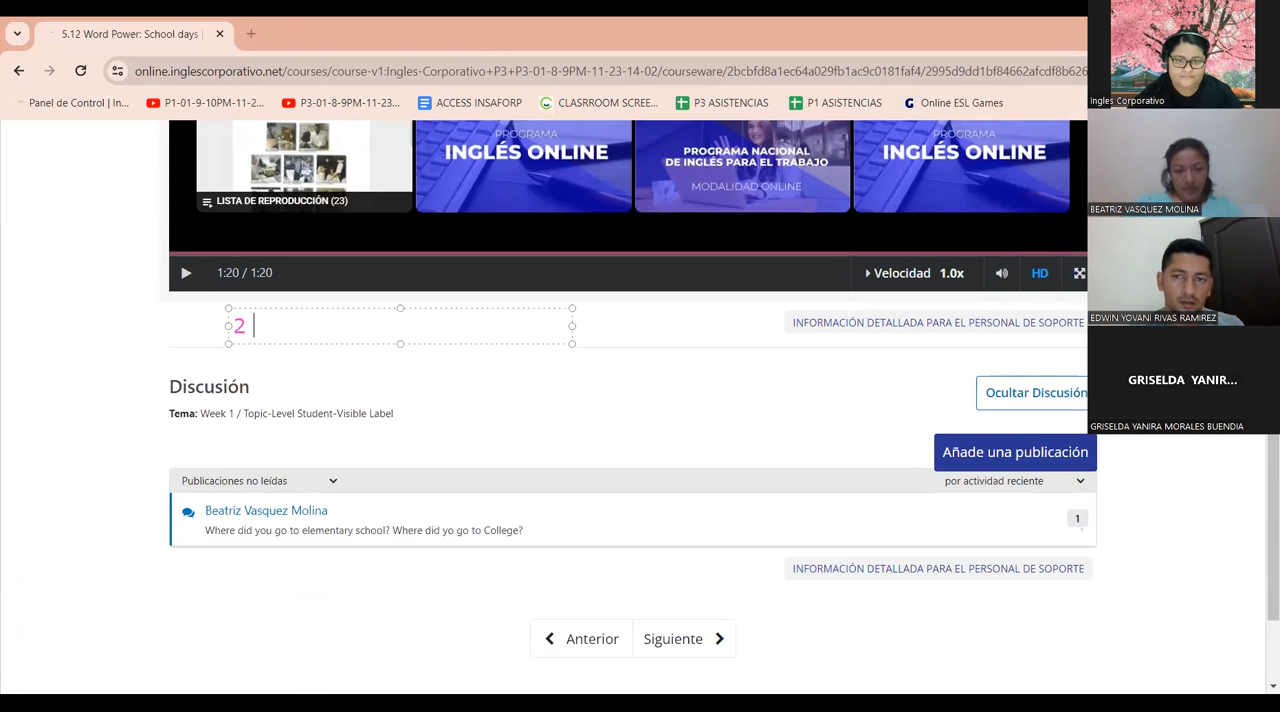 5.12 Word Power: School days |
online.inglescorporativo.net/courses/course-v1:Ingles-Corporativo+P3+P3-01-8-9PM-11-23-14-02/courseware/2bcbfd8a1ec64a029fb1ac9c0181faf4/2995d9dd1bf84662afcdf8b626
Panel de Control | In...
P1-01-9-10PM-11-2...
P3-01-8-9PM-11-23...
ACCESS INSAFORP
CLASSROOM SCREE...
P3 ASISTENCIAS
P1 ASISTENCIAS
Online ESL Games
Ingles Corporativo
BEATRIZ VASQUEZ MOLINA
EDWIN YOVANI RIVAS RAMIREZ
GRISELDA YANIR...
GRISELDA YANIRA MORALES BUENDIA
LISTA DE REPRODUCCIÓN (23)
PROGRAMA
INGLÉS ONLINE
PROGRAMA NACIONAL
DE INGLÉS PARA EL TRABAJO
MODALIDAD ONLINE
PROGRAMA
INGLÉS ONLINE
1:20 / 1:20
Velocidad 1.0x
HD
2
INFORMACIÓN DETALLADA PARA EL PERSONAL DE SOPORTE
Discusión
Ocultar Discusión
Tema: Week 1 / Topic-Level Student-Visible Label
Añade una publicación
Publicaciones no leídas
por actividad reciente
Beatriz Vasquez Molina
Where did you go to elementary school? Where did yo go to College?
1
INFORMACIÓN DETALLADA PARA EL PERSONAL DE SOPORTE
Anterior
Siguiente